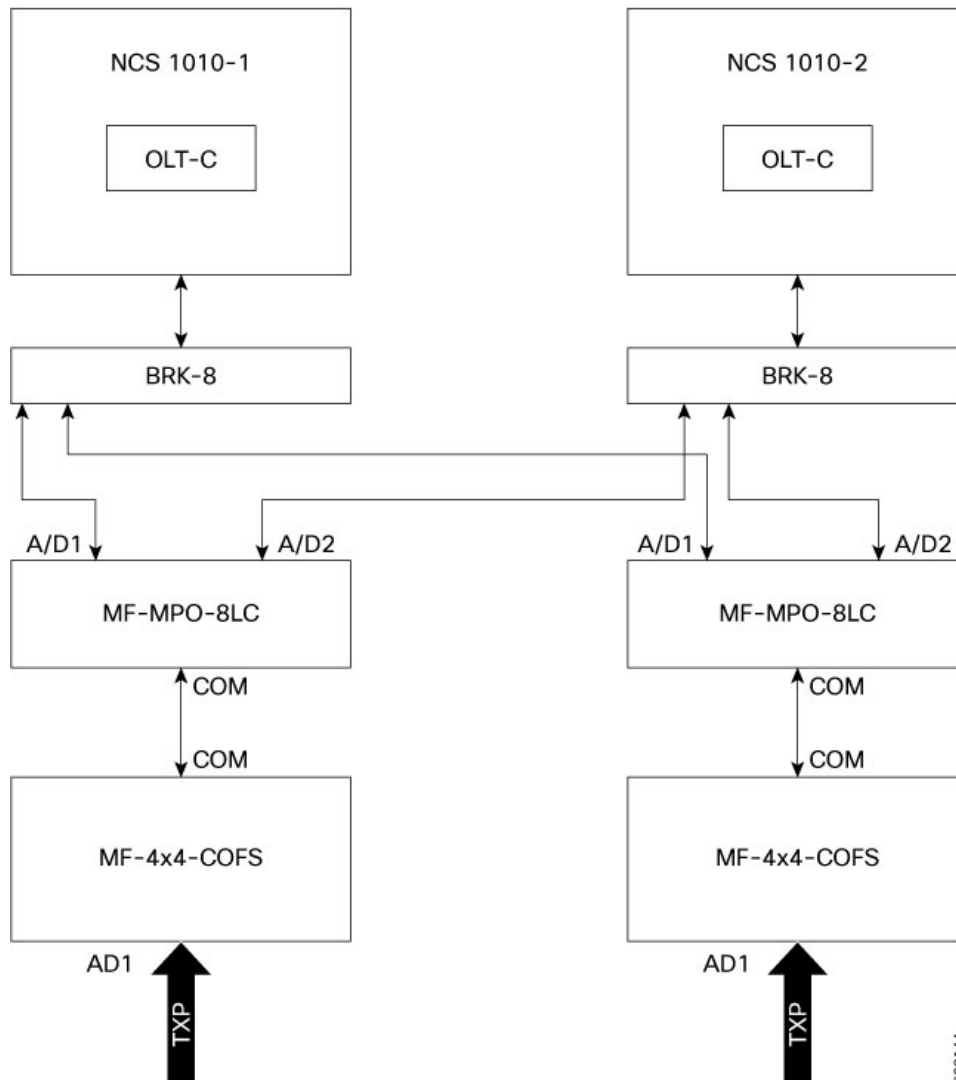 NCS 1010-1
NCS 1010-2
OLT-C
OLT-C
BRK-8
BRK-8
A/D1
A/D2
A/D1
A/D2
MF-MPO-8LC
MF-MPO-8LC
COM
COM
COM
COM
MF-4x4-COFS
MF-4x4-COFS
AD1
AD1
TXP
TXP